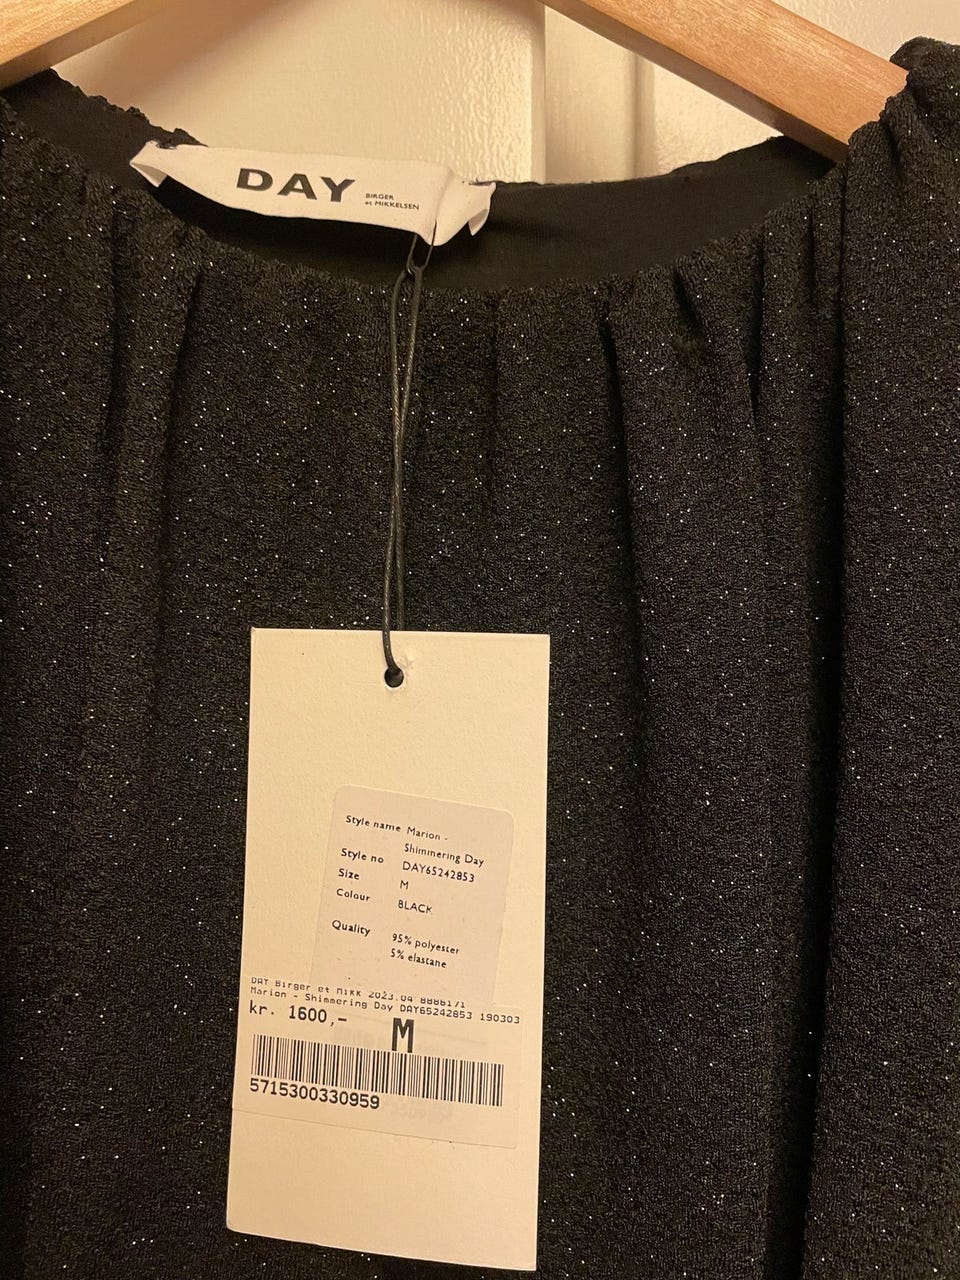 DAY BIRGER
et MIKKELSEN
Style name Marion -
Shimmering Day
Style no DAY65242853
Size M
Colour BLACK
Quality 95% polyester
5% elastane
DAY Birger et Mikk 2023.04 8886171
Marion - Shimmering Day DAY65242853 190303
kr. 1600,- M
5715300330959